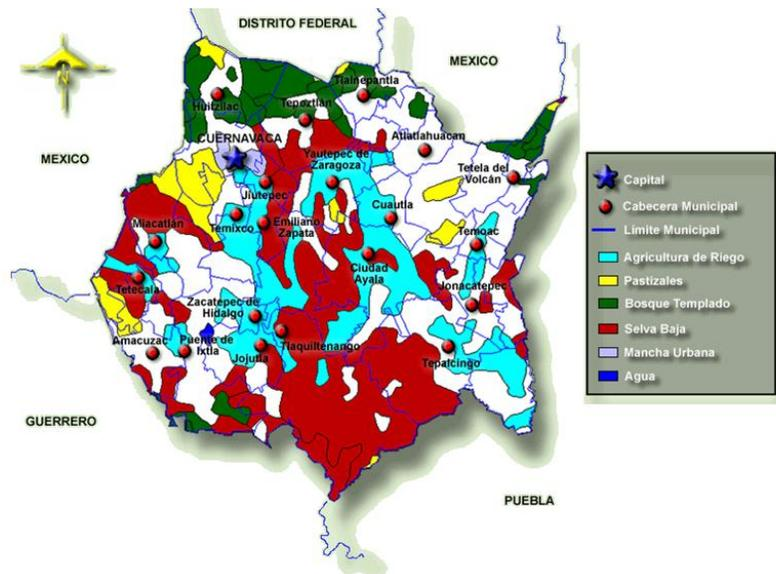 DISTRITO FEDERAL
MEXICO
N
Tlalnepantla
Huitzilac
Tepoztlán
CUERNAVACA
Atlatlahuacan
MEXICO
Yautepec de
Zaragoza
Tetela del
Volcán
Jiutepec
Cuautla
Miacatlán
Temixco
Emiliano
Zapata
Temoac
Ciudad
Ayala
Tetecala
Jonacatepec
Zacatepec de
Hidalgo
Amacuzac
Puente de
Ixtla
Jojutla
Tlaquiltenango
Tepalcingo
GUERRERO
PUEBLA
Capital
Cabecera Municipal
Límite Municipal
Agricultura de Riego
Pastizales
Bosque Templado
Selva Baja
Mancha Urbana
Agua